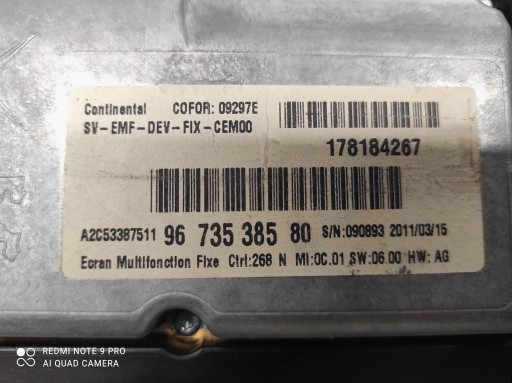 Continental COFOR: 09297E
SV-EMF-DEV-FIX-CEM00
178184267
A2C53387511 96 735 385 80 S/N:090893 2011/03/15
Ecran Multifonction Fixe Ctrl:268 N MI:0C.01 SW:06.00 HW: AG
REDMI NOTE 9 PRO
AI QUAD CAMERA